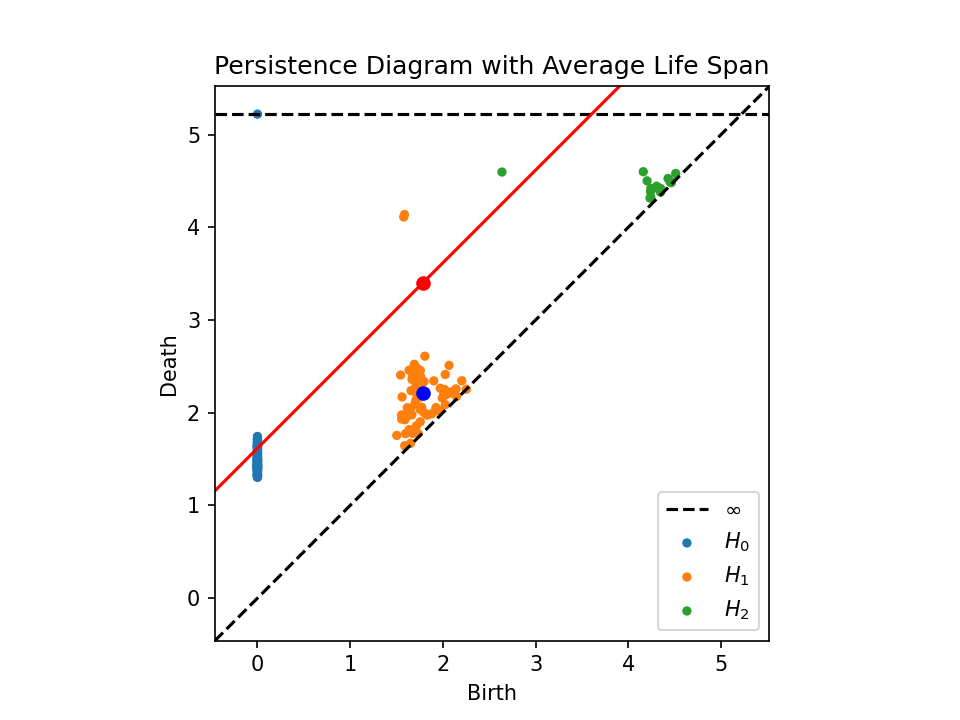 Persistence Diagram with Average Life Span
Death
5
4
3
2
1
0
∞
H₀
H₁
H₂
0 1 2 3 4 5
Birth